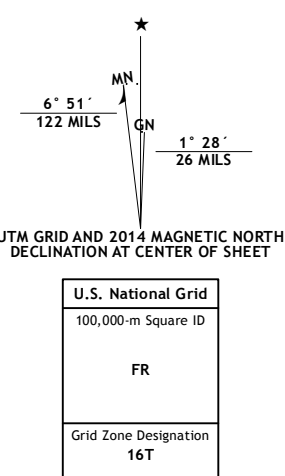 ★
MN.
GN
6° 51´
122 MILS
1° 28´
26 MILS
UTM GRID AND 2014 MAGNETIC NORTH
DECLINATION AT CENTER OF SHEET
U.S. National Grid
100,000-m Square ID
FR
Grid Zone Designation
16T